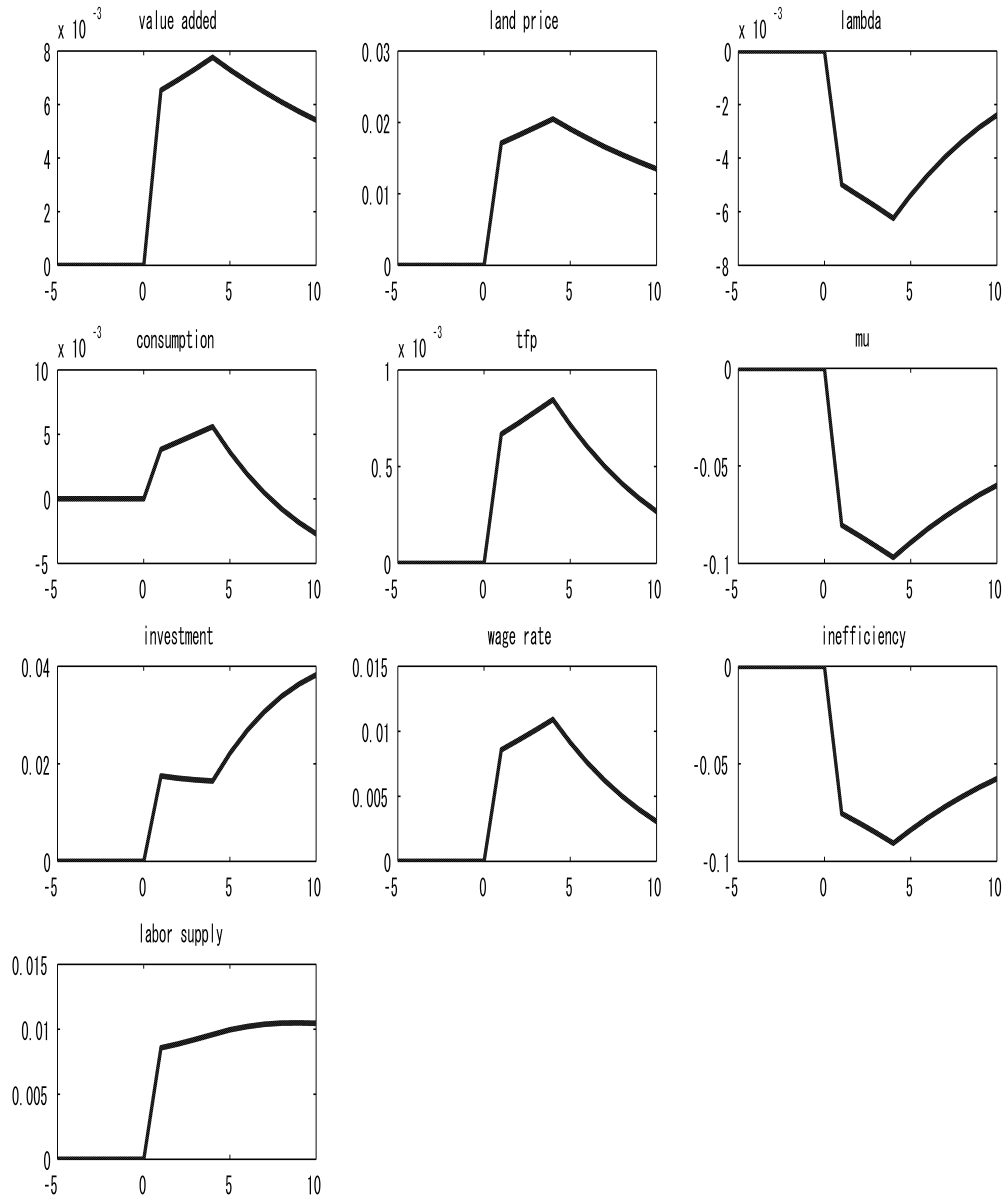 value added
x 10 -3
8
6
4
2
0
-5 0 5 10
land price
0.03
0.02
0.01
0
-5 0 5 10
lambda
x 10 -3
0
-2
-4
-6
-8
-5 0 5 10
consumption
x 10 -3
10
5
0
-5
-5 0 5 10
tfp
x 10 -3
1
0.5
0
-5 0 5 10
mu
0
-0.05
-0.1
-5 0 5 10
investment
0.04
0.02
0
-5 0 5 10
wage rate
0.015
0.01
0.005
0
-5 0 5 10
inefficiency
0
-0.05
-0.1
-5 0 5 10
labor supply
0.015
0.01
0.005
0
-5 0 5 10